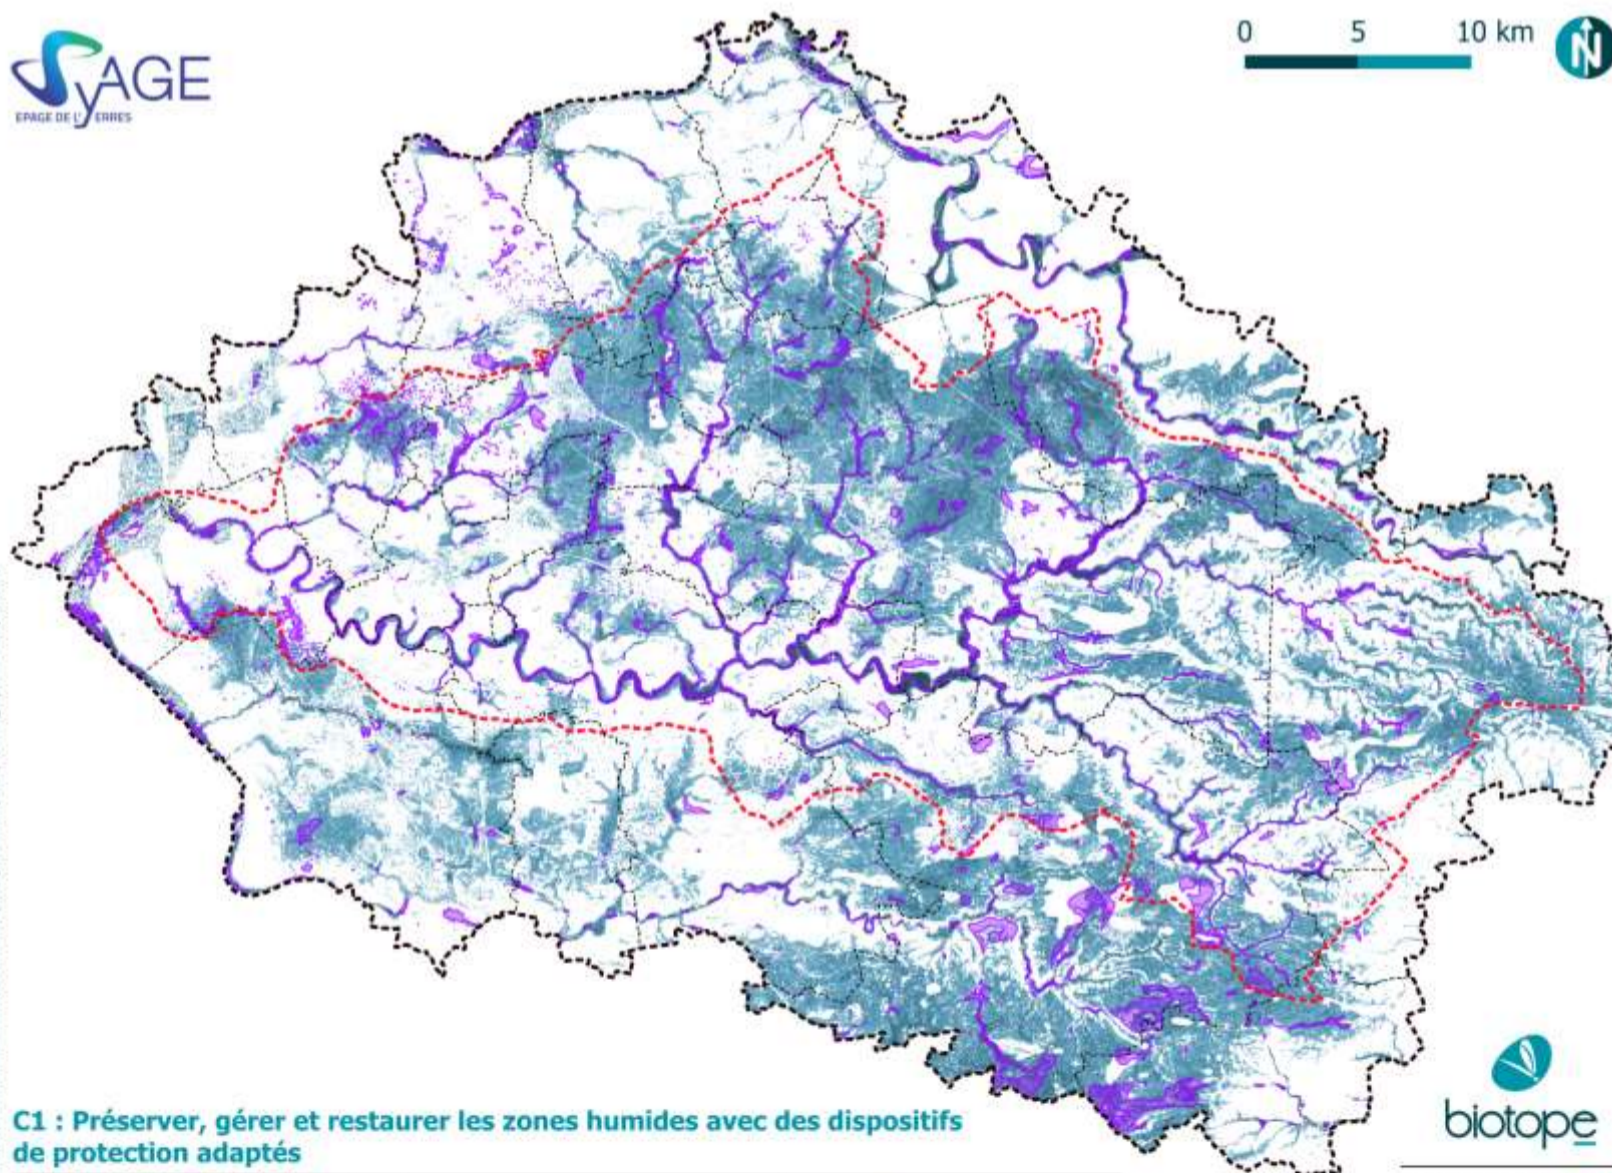 SyAGE
EPAGE DE L'YERRES
0 5 10 km
N
C1 : Préserver, gérer et restaurer les zones humides avec des dispositifs
de protection adaptés
biotope